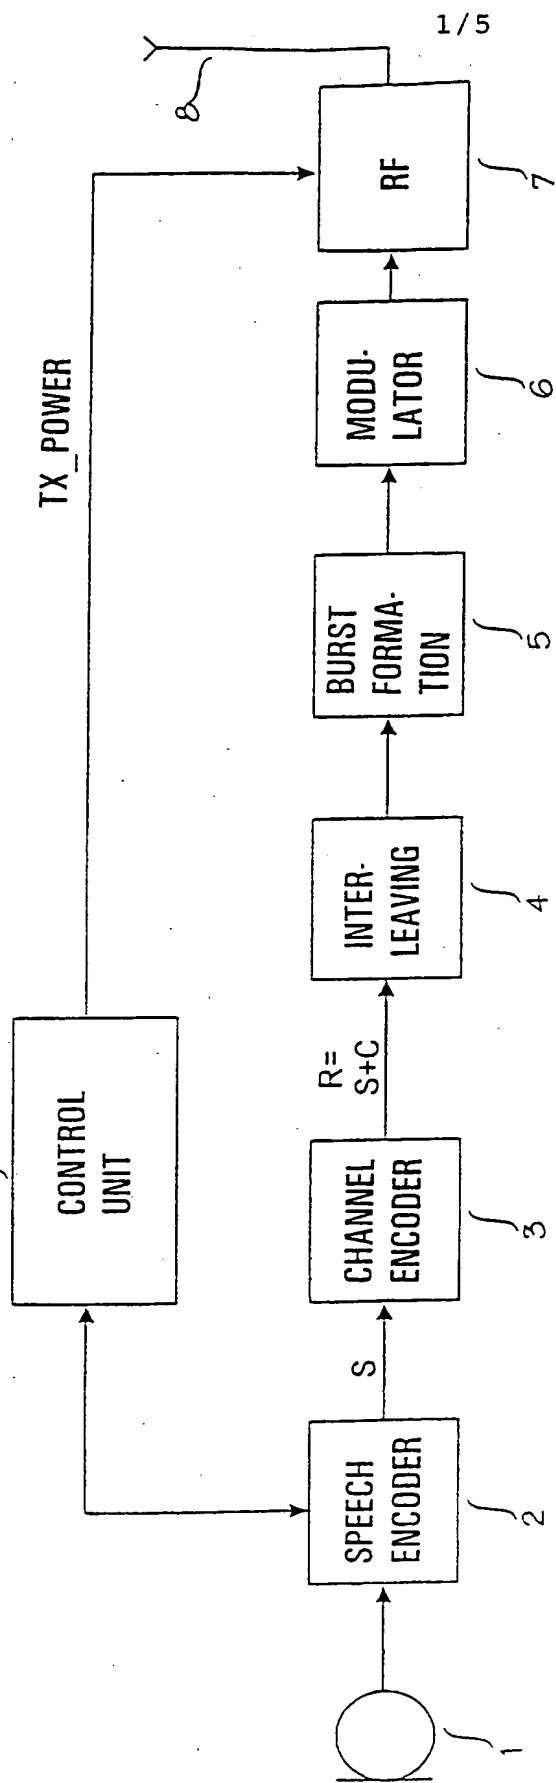 1/5
TX_POWER
CONTROL
UNIT
SPEECH
ENCODER
S
CHANNEL
ENCODER
R=
S+C
INTER-
LEAVING
BURST
FORMA-
TION
MODU-
LATOR
RF
1
2
3
4
5
6
7
8